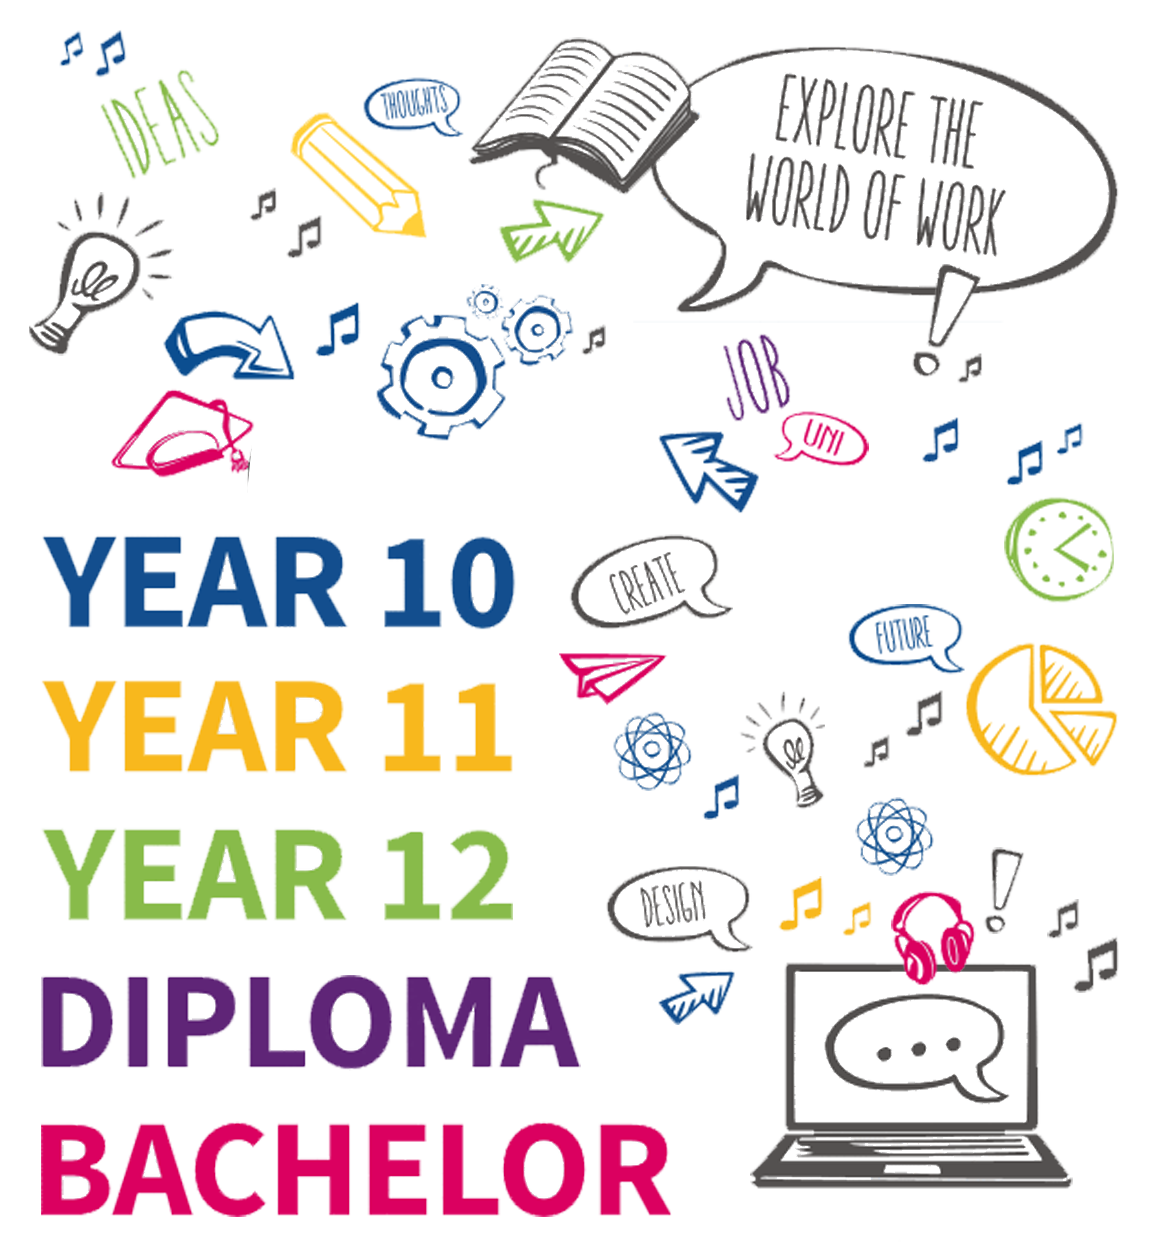 IDEAS
THOUGHTS
EXPLORE THE
WORLD OF WORK
JOB
UNI
YEAR 10
CREATE
FUTURE
YEAR 11
YEAR 12
DESIGN
DIPLOMA
BACHELOR